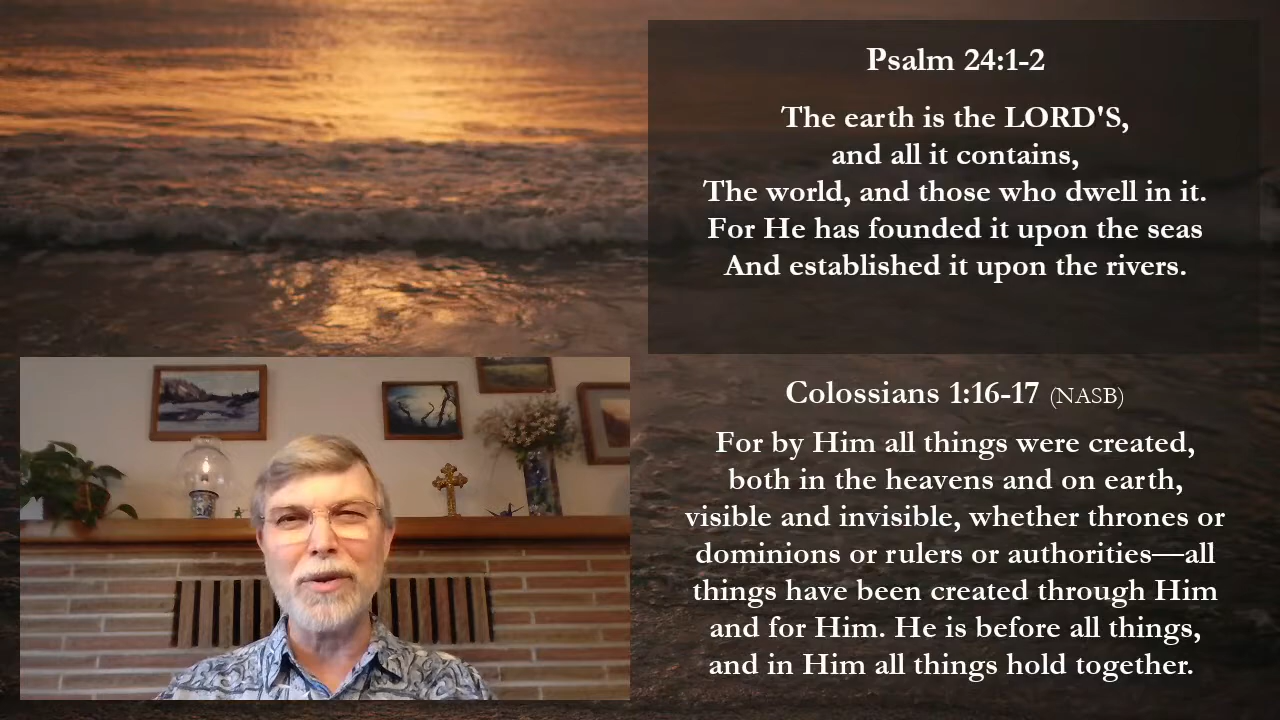 Psalm 24:1-2
The earth is the LORD'S,
and all it contains,
The world, and those who dwell in it.
For He has founded it upon the seas
And established it upon the rivers.
Colossians 1:16-17 (NASB)
For by Him all things were created,
both in the heavens and on earth,
visible and invisible, whether thrones or
dominions or rulers or authorities—all
things have been created through Him
and for Him. He is before all things,
and in Him all things hold together.